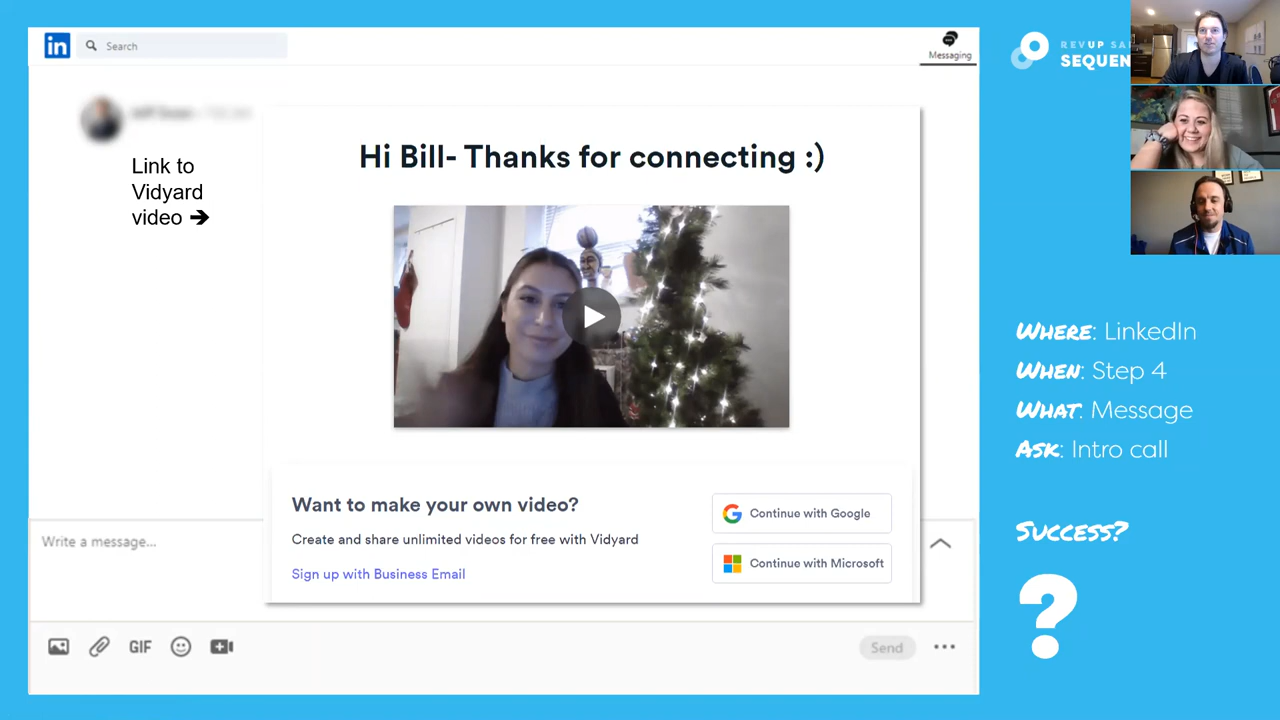 in
Search
Messaging
REVUP
SEQUEN
Link to
Vidyard
video →
Hi Bill- Thanks for connecting :)
Want to make your own video?
Create and share unlimited videos for free with Vidyard
Sign up with Business Email
Continue with Google
Continue with Microsoft
Write a message...
GIF
Send
WHERE: LinkedIn
WHEN: Step 4
WHAT: Message
ASK: Intro call
SUCCESS?
?